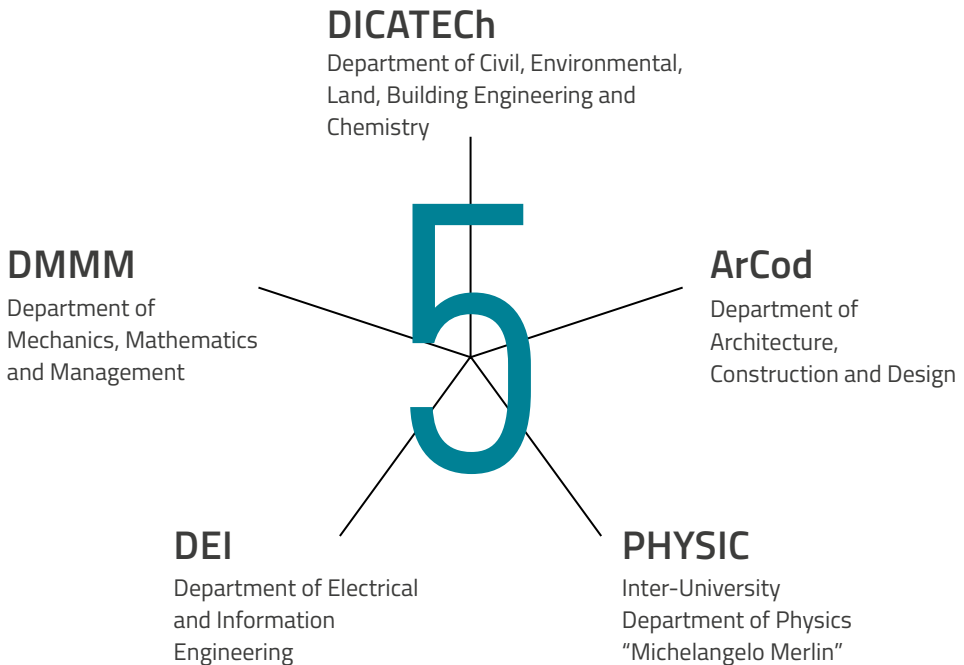 DICATECh
Department of Civil, Environmental,
Land, Building Engineering and
Chemistry
5
DMMM
Department of
Mechanics, Mathematics
and Management
ArCod
Department of
Architecture,
Construction and Design
DEI
Department of Electrical
and Information
Engineering
PHYSIC
Inter-University
Department of Physics
“Michelangelo Merlin”